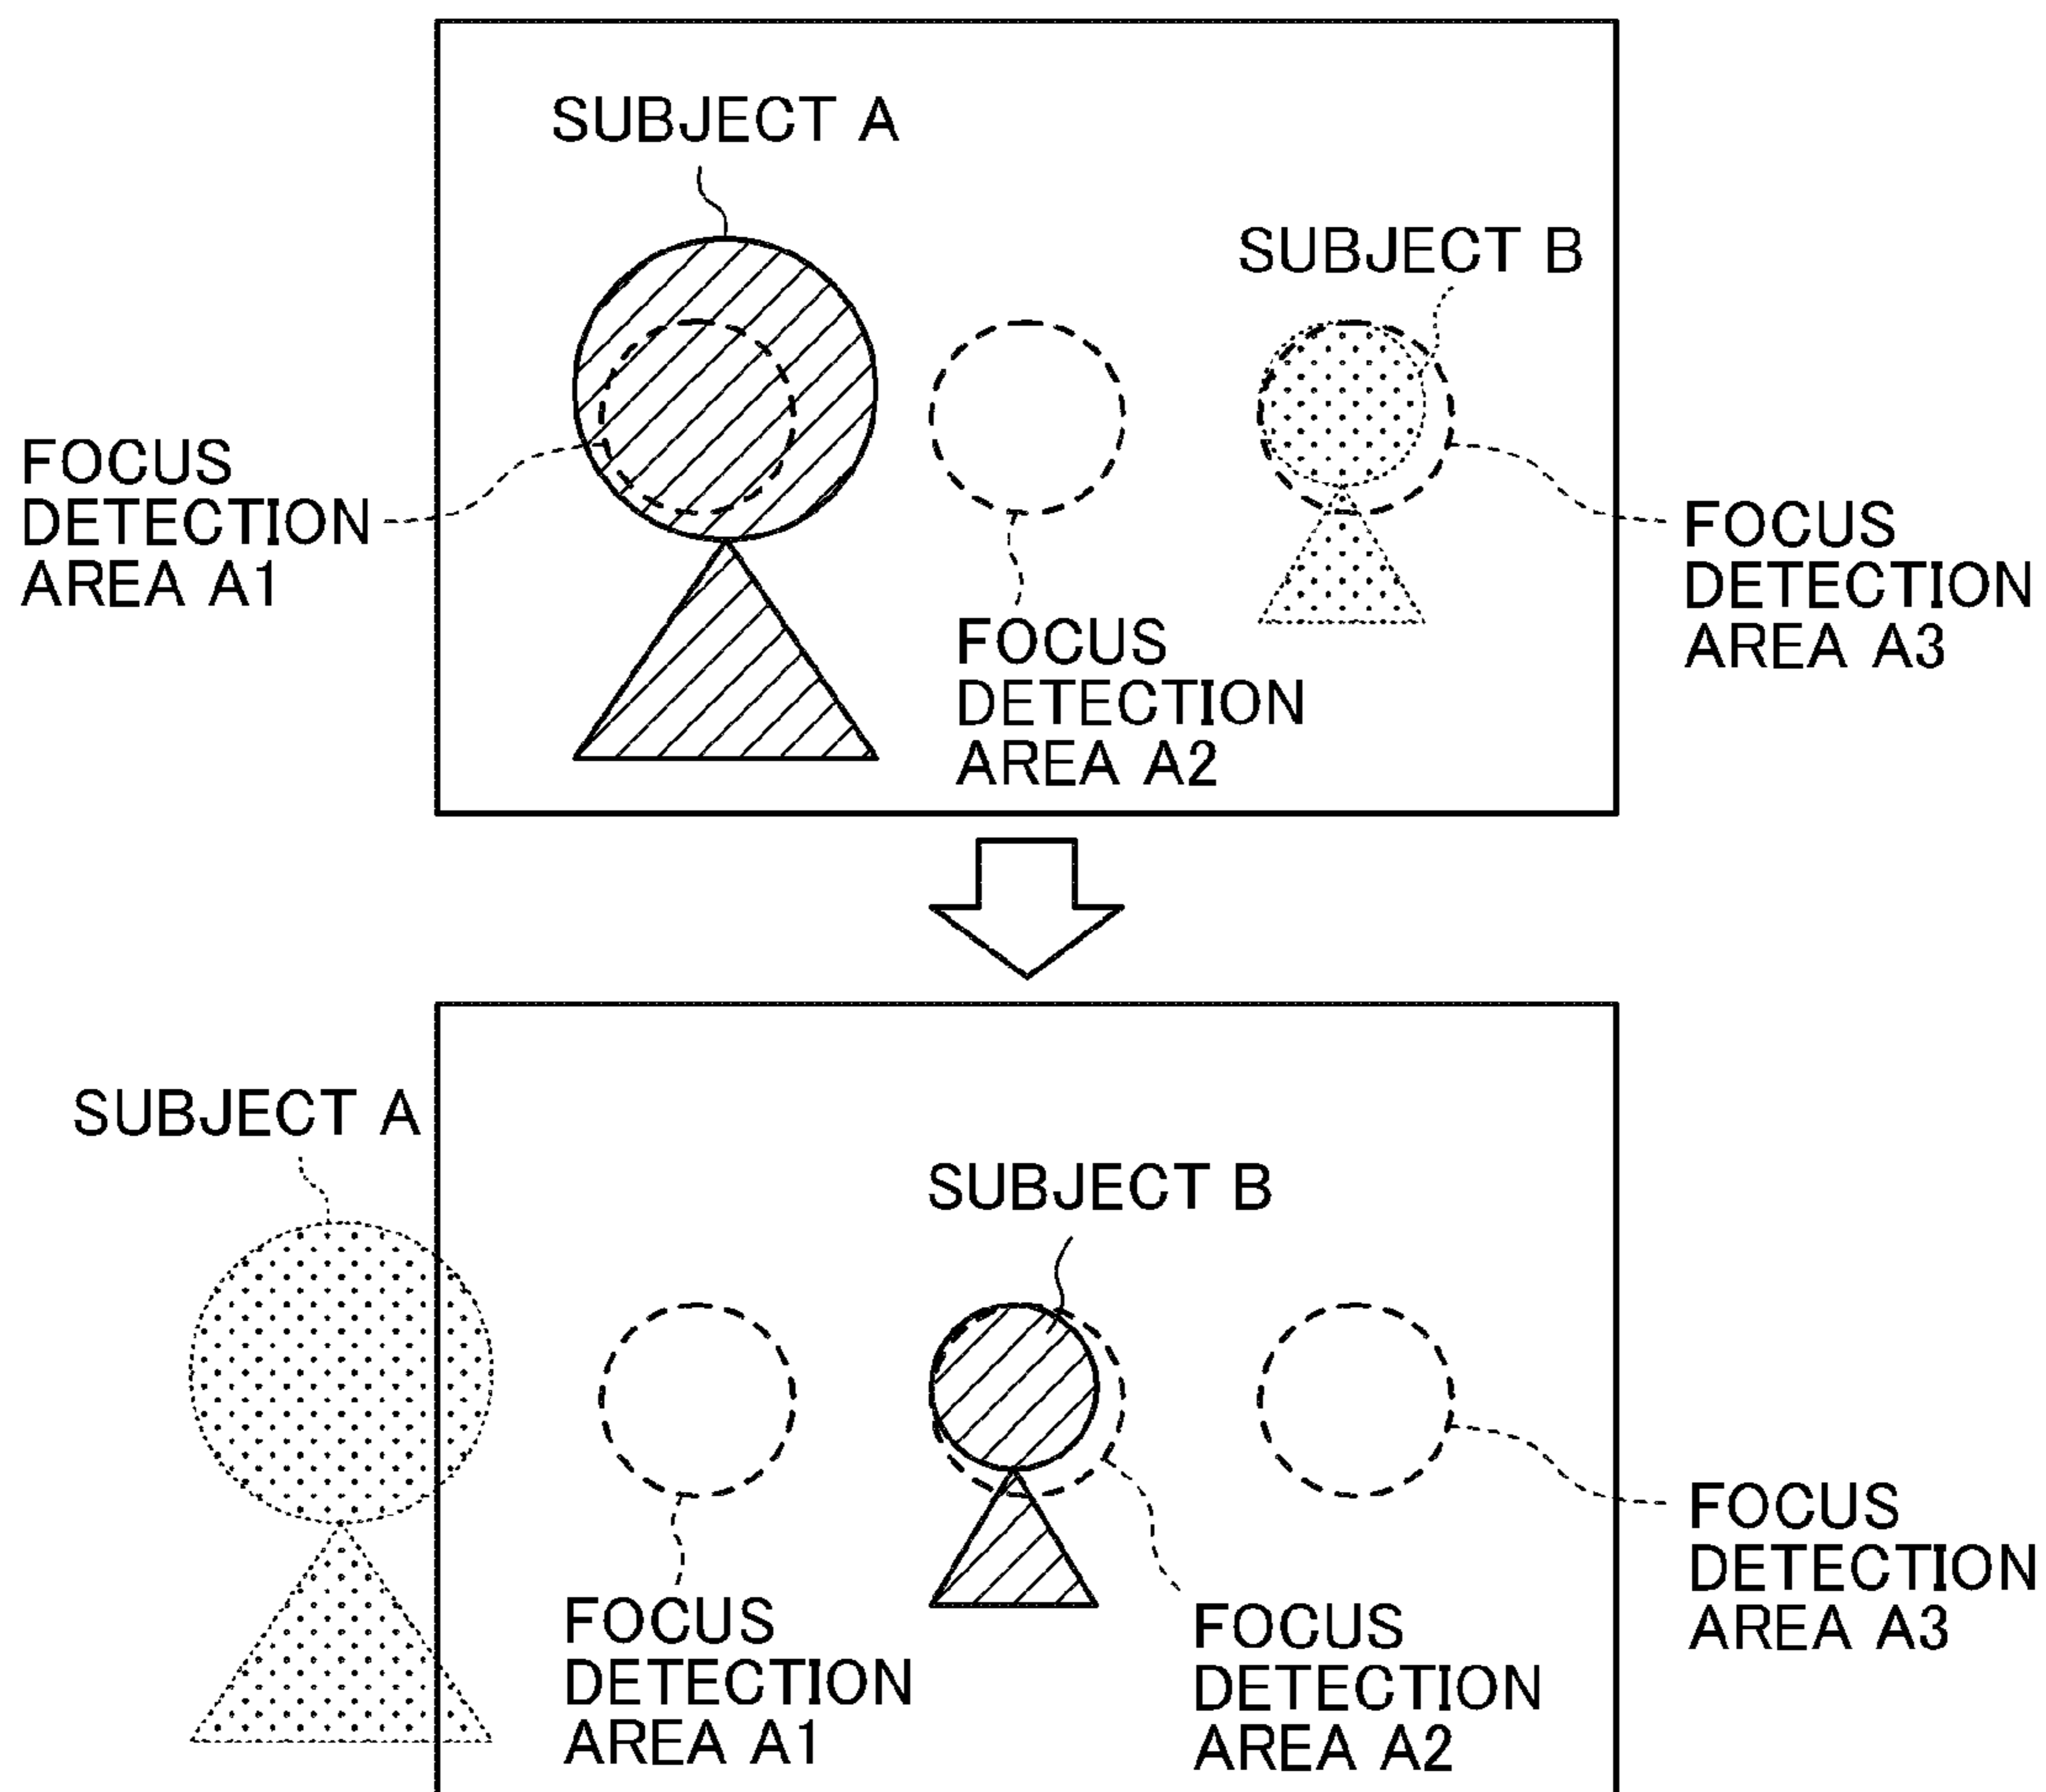 SUBJECT A
SUBJECT B
FOCUS
DETECTION
AREA A1
FOCUS
DETECTION
AREA A2
FOCUS
DETECTION
AREA A3
SUBJECT A
SUBJECT B
FOCUS
DETECTION
AREA A1
FOCUS
DETECTION
AREA A2
FOCUS
DETECTION
AREA A3